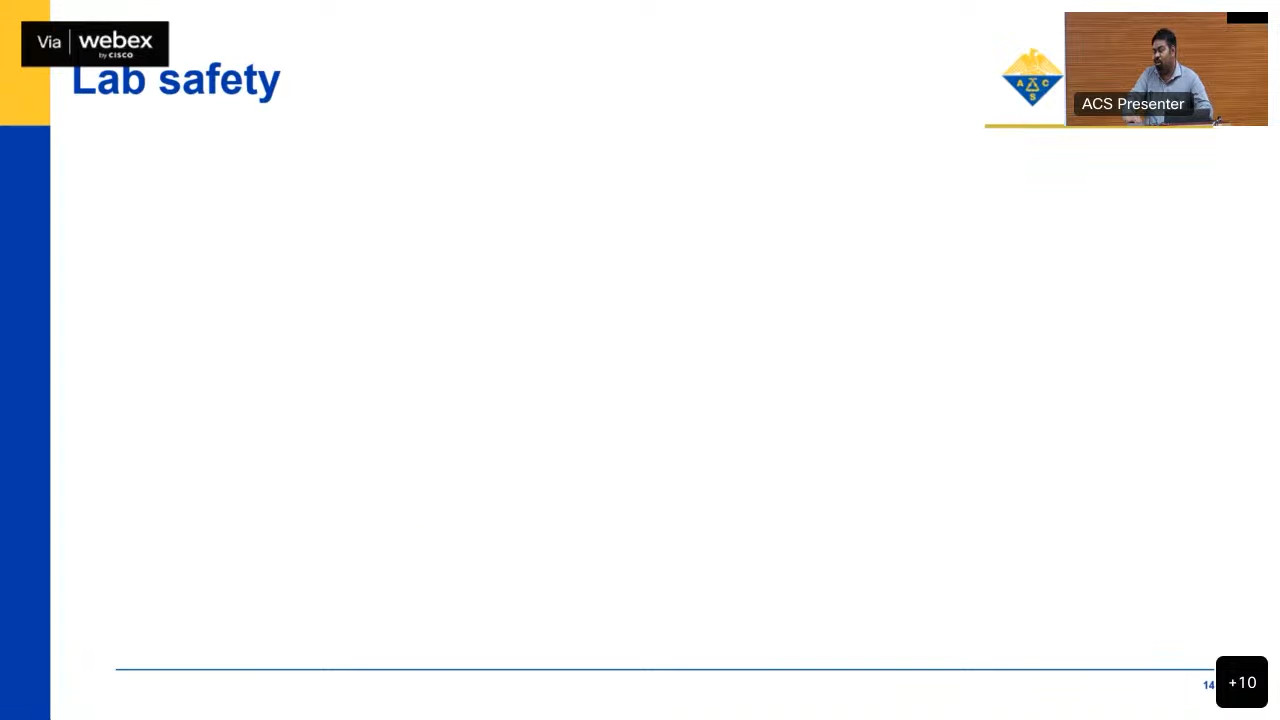 Via webex
by CISCO
Lab safety
A C S
ACS Presenter
14
+10